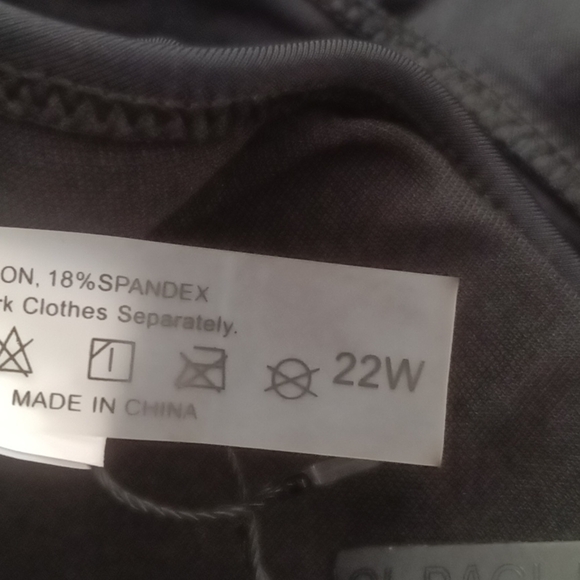 ON, 18%SPANDEX
rk Clothes Separately.
22W
MADE IN CHINA